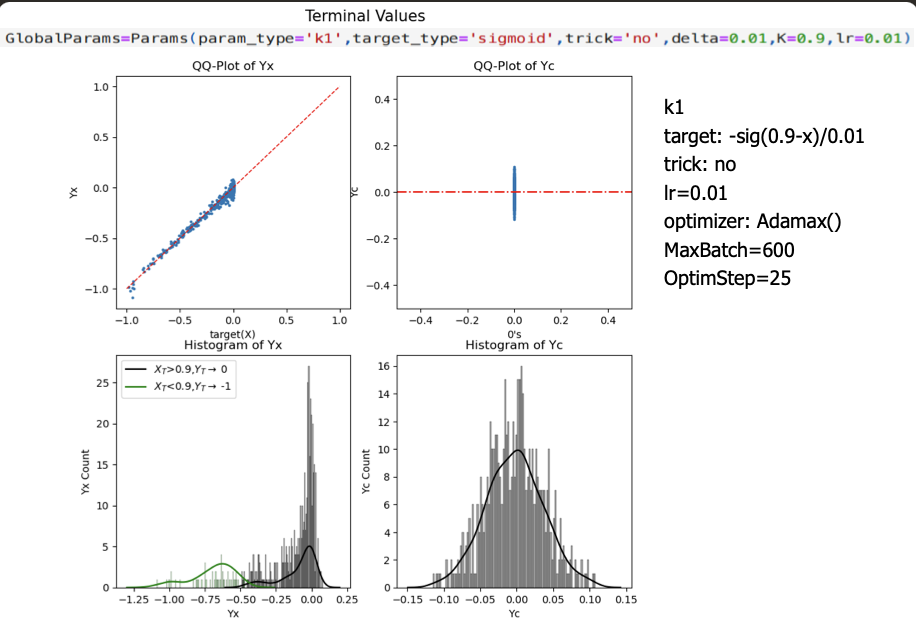 Terminal Values
GlobalParams=Params(param_type='k1',target_type='sigmoid',trick='no',delta=0.01,K=0.9,lr=0.01)
QQ-Plot of Yx
1.0
0.5
0.0
−0.5
−1.0
Yx
−1.0 −0.5 0.0 0.5 1.0
target(X)
QQ-Plot of Yc
0.4
0.2
0.0
−0.2
−0.4
Yc
−0.4 −0.2 0.0 0.2 0.4
0's
k1
target: -sig(0.9-x)/0.01
trick: no
lr=0.01
optimizer: Adamax()
MaxBatch=600
OptimStep=25
Histogram of Yx
X_T>0.9,Y_T→ 0
X_T<0.9,Y_T→ -1
25
20
15
10
5
0
Yx Count
−1.25 −1.00 −0.75 −0.50 −0.25 0.00 0.25
Yx
Histogram of Yc
16
14
12
10
8
6
4
2
0
Yc Count
−0.15 −0.10 −0.05 0.00 0.05 0.10 0.15
Yc